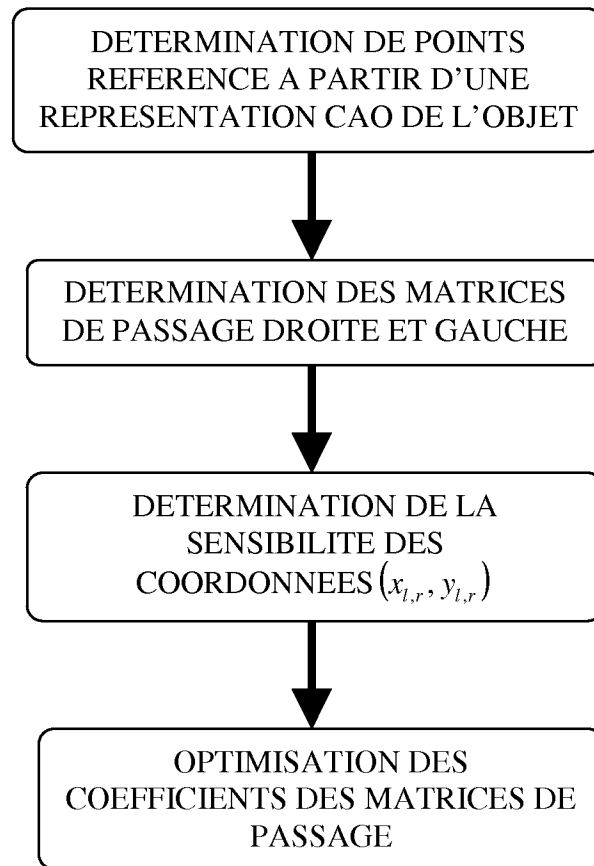 DETERMINATION DE POINTS
REFERENCE A PARTIR D'UNE
REPRESENTATION CAO DE L'OBJET
DETERMINATION DES MATRICES
DE PASSAGE DROITE ET GAUCHE
DETERMINATION DE LA
SENSIBILITE DES
COORDONNEES (x_{l,r}, y_{l,r})
OPTIMISATION DES
COEFFICIENTS DES MATRICES DE
PASSAGE